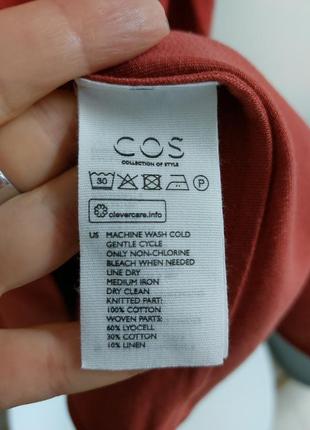 COS
COLLECTION OF STYLE
30 P
clevercare.info
US MACHINE WASH COLD
GENTLE CYCLE
ONLY NON-CHLORINE
BLEACH WHEN NEEDED
LINE DRY
MEDIUM IRON
DRY CLEAN
KNITTED PART:
100% COTTON
WOVEN PARTS:
60% LYOCELL
30% COTTON
10% LINEN